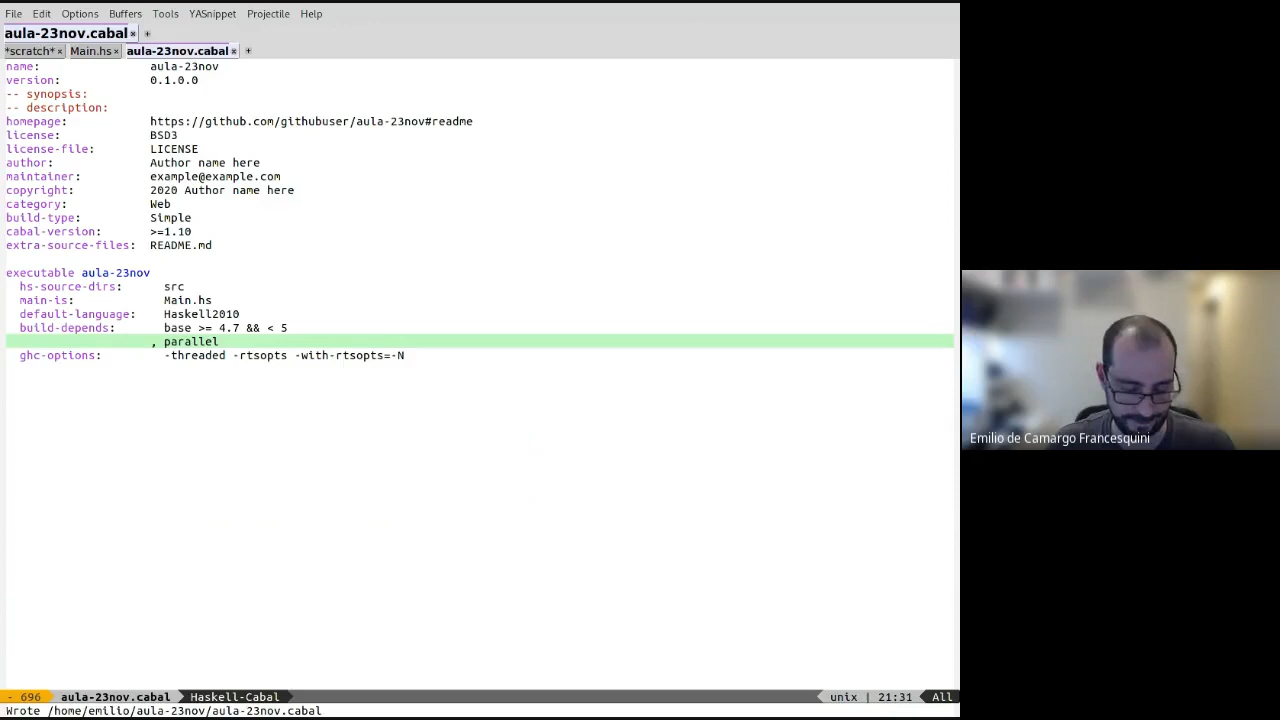 File Edit Options Buffers Tools YASnippet Projectile Help
aula-23nov.cabal × +
*scratch* × Main.hs × aula-23nov.cabal × +
name: aula-23nov
version: 0.1.0.0
-- synopsis:
-- description:
homepage: https://github.com/githubuser/aula-23nov#readme
license: BSD3
license-file: LICENSE
author: Author name here
maintainer: example@example.com
copyright: 2020 Author name here
category: Web
build-type: Simple
cabal-version: >=1.10
extra-source-files: README.md
executable aula-23nov
hs-source-dirs: src
main-is: Main.hs
default-language: Haskell2010
build-depends: base >= 4.7 && < 5
, parallel
ghc-options: -threaded -rtsopts -with-rtsopts=-N
Emilio de Camargo Francesquini
- 696 aula-23nov.cabal Haskell-Cabal unix | 21:31 All
Wrote /home/emilio/aula-23nov/aula-23nov.cabal